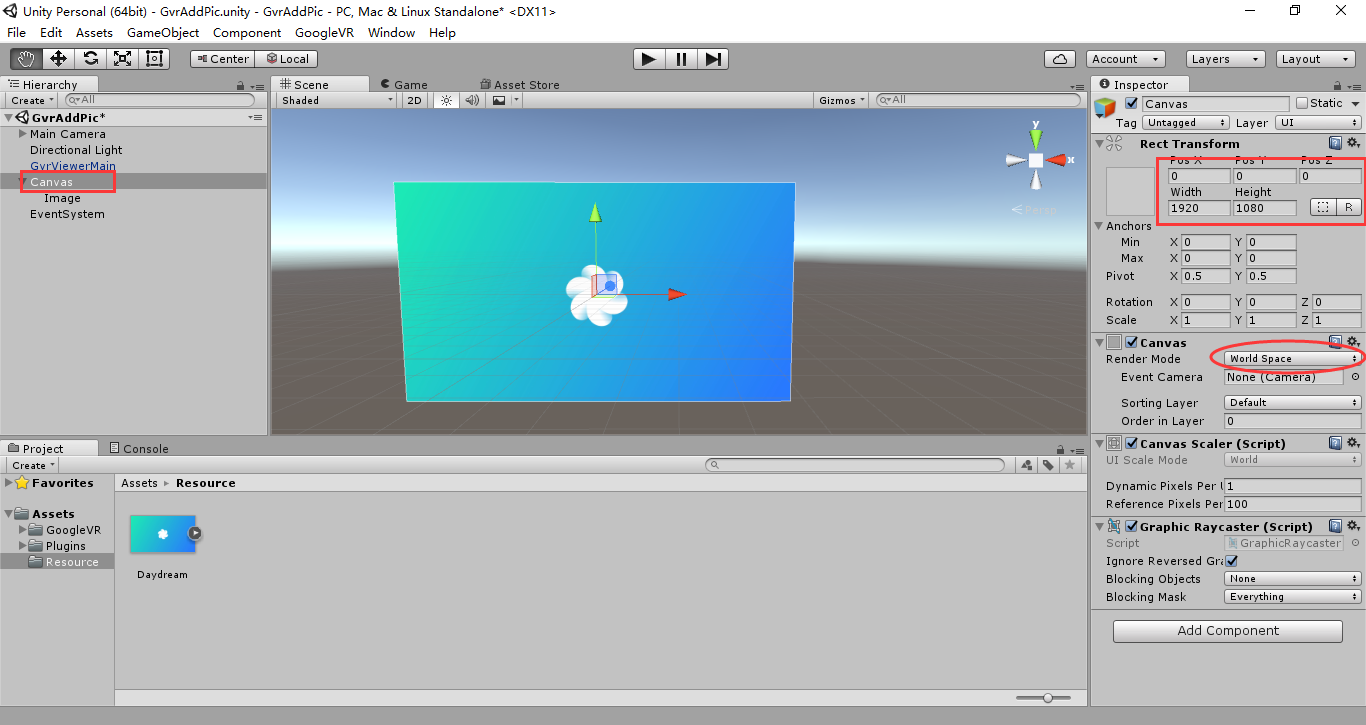 Unity Personal (64bit) - GvrAddPic.unity - GvrAddPic - PC, Mac & Linux Standalone* <DX11>
File Edit Assets GameObject Component GoogleVR Window Help
Center Local Account Layers Layout
Hierarchy
Create All
GvrAddPic*
Main Camera
Directional Light
GvrViewerMain
Canvas
Image
EventSystem
Scene Game Asset Store
Shaded 2D Gizmos All
y
x
Persp
Inspector
Canvas Static
Tag Untagged Layer UI
Rect Transform
Pos X Pos Y Pos Z
0 0 0
Width Height
1920 1080 R
Anchors
Min X 0 Y 0
Max X 0 Y 0
Pivot X 0.5 Y 0.5
Rotation X 0 Y 0 Z 0
Scale X 1 Y 1 Z 1
Canvas
Render Mode World Space
Event Camera None (Camera)
Sorting Layer Default
Order in Layer 0
Canvas Scaler (Script)
UI Scale Mode World
Dynamic Pixels Per U 1
Reference Pixels Per 100
Graphic Raycaster (Script)
Script GraphicRaycaster
Ignore Reversed Gra
Blocking Objects None
Blocking Mask Everything
Add Component
Project Console
Create
Favorites
Assets
GoogleVR
Plugins
Resource
Assets Resource
Daydream